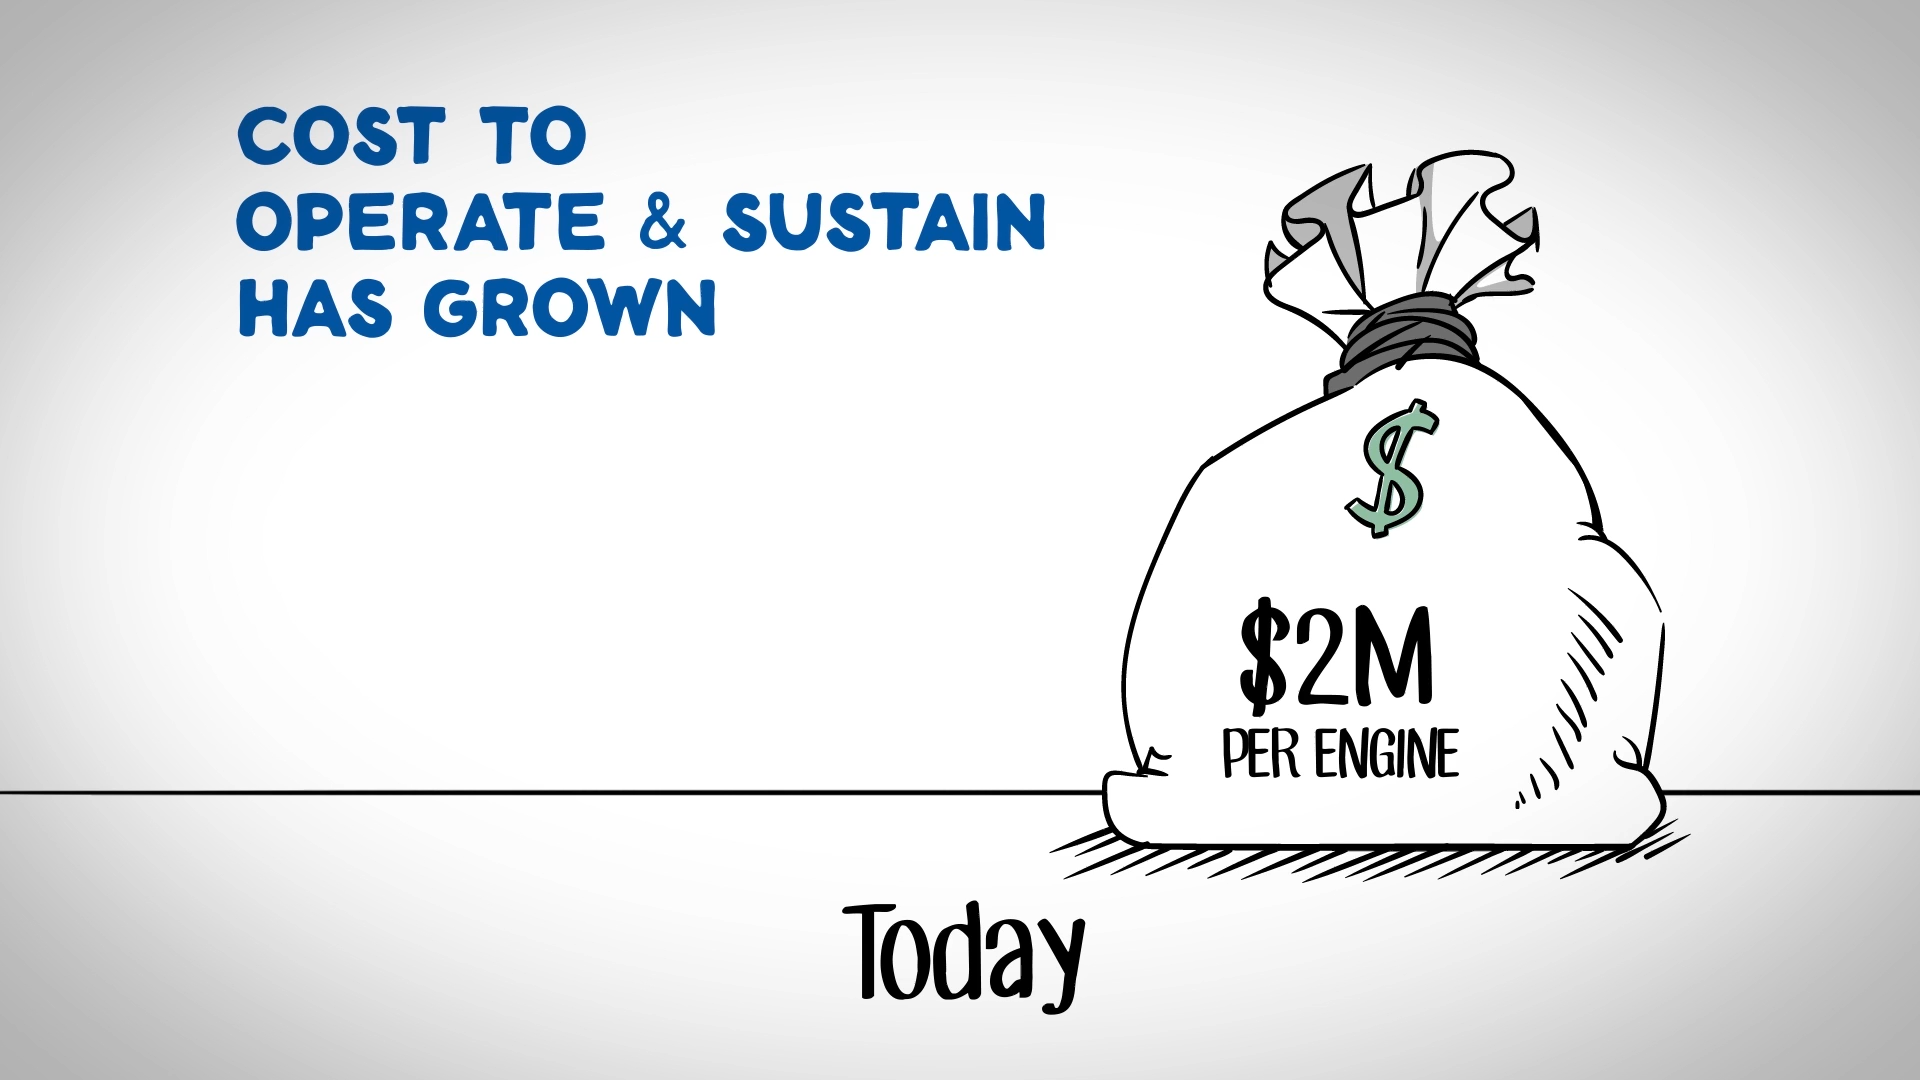 COST TO
OPERATE & SUSTAIN
HAS GROWN
$
$2M
PER ENGINE
Today